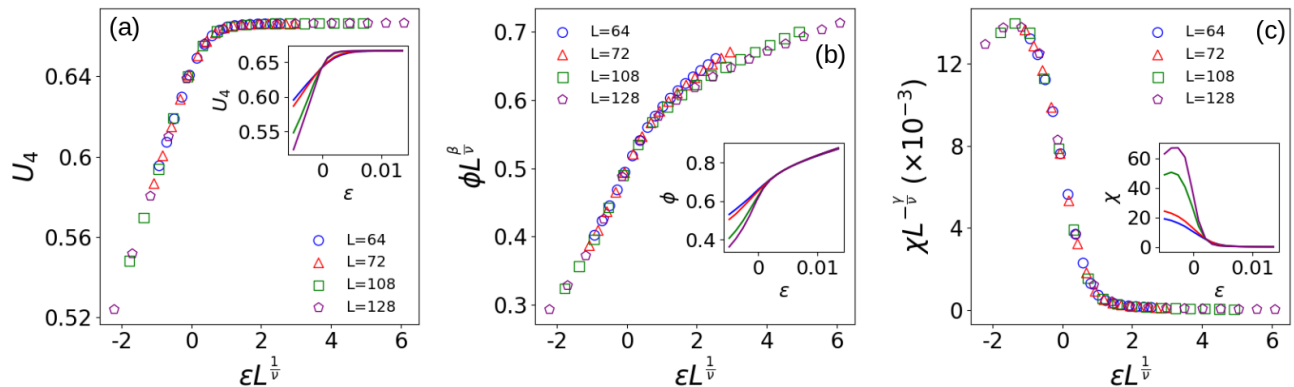 (a)
U₄
0.64
0.6
0.56
0.52
-2 0 2 4 6
εL^{1/ν}
L=64
L=72
L=108
L=128
U₄
0.65
0.60
0.55
0 0.01
ε
(b)
ϕL^{β/ν}
0.7
0.6
0.5
0.4
0.3
-2 0 2 4 6
εL^{1/ν}
L=64
L=72
L=108
L=128
ϕ
0.8
0.6
0.4
0 0.01
ε
(c)
χL^{-γ/ν} (×10⁻³)
16
12
8
4
0
-2 0 2 4 6
εL^{1/ν}
L=64
L=72
L=108
L=128
χ
60
40
20
0
0 0.01
ε